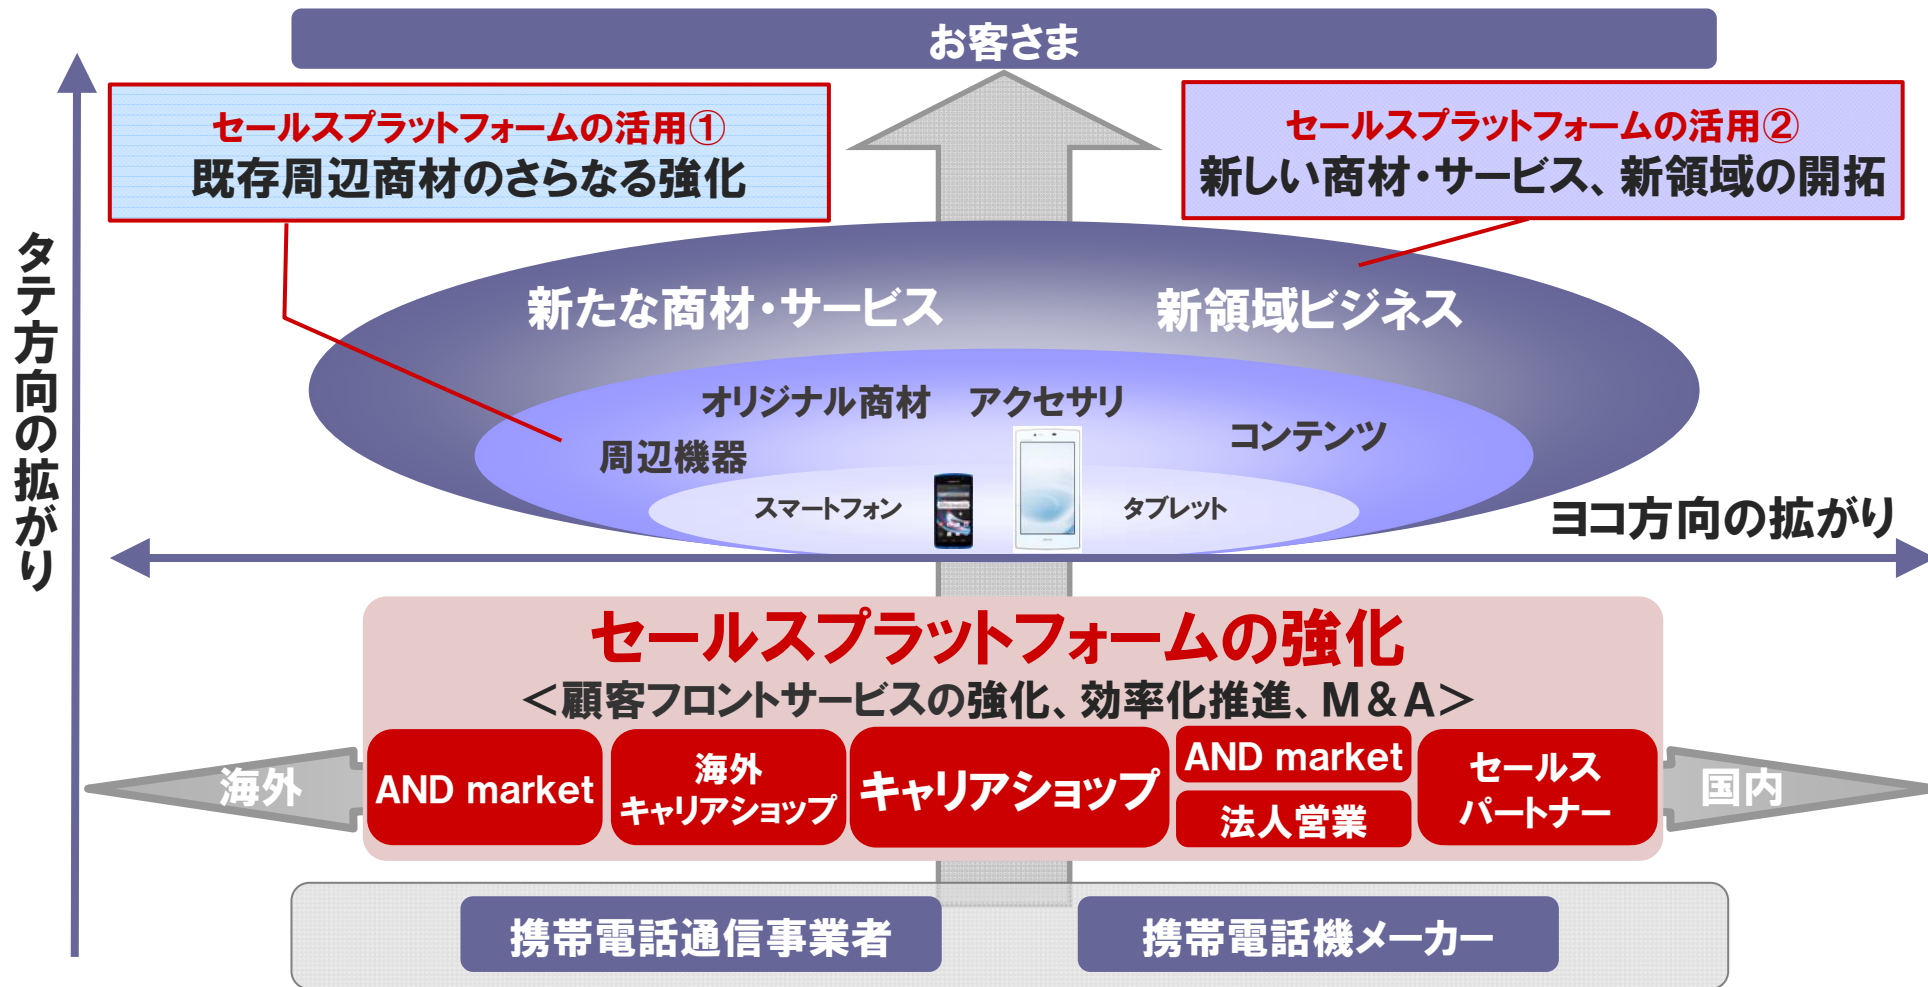 お客さま
セールスプラットフォームの活用①
既存周辺商材のさらなる強化
セールスプラットフォームの活用②
新しい商材・サービス、新領域の開拓
タテ方向の拡がり
新たな商材・サービス
新領域ビジネス
オリジナル商材
アクセサリ
周辺機器
コンテンツ
スマートフォン
タブレット
ヨコ方向の拡がり
セールスプラットフォームの強化
＜顧客フロントサービスの強化、効率化推進、M＆A＞
海外
AND market
海外
キャリアショップ
キャリアショップ
AND market
法人営業
セールス
パートナー
国内
携帯電話通信事業者
携帯電話機メーカー